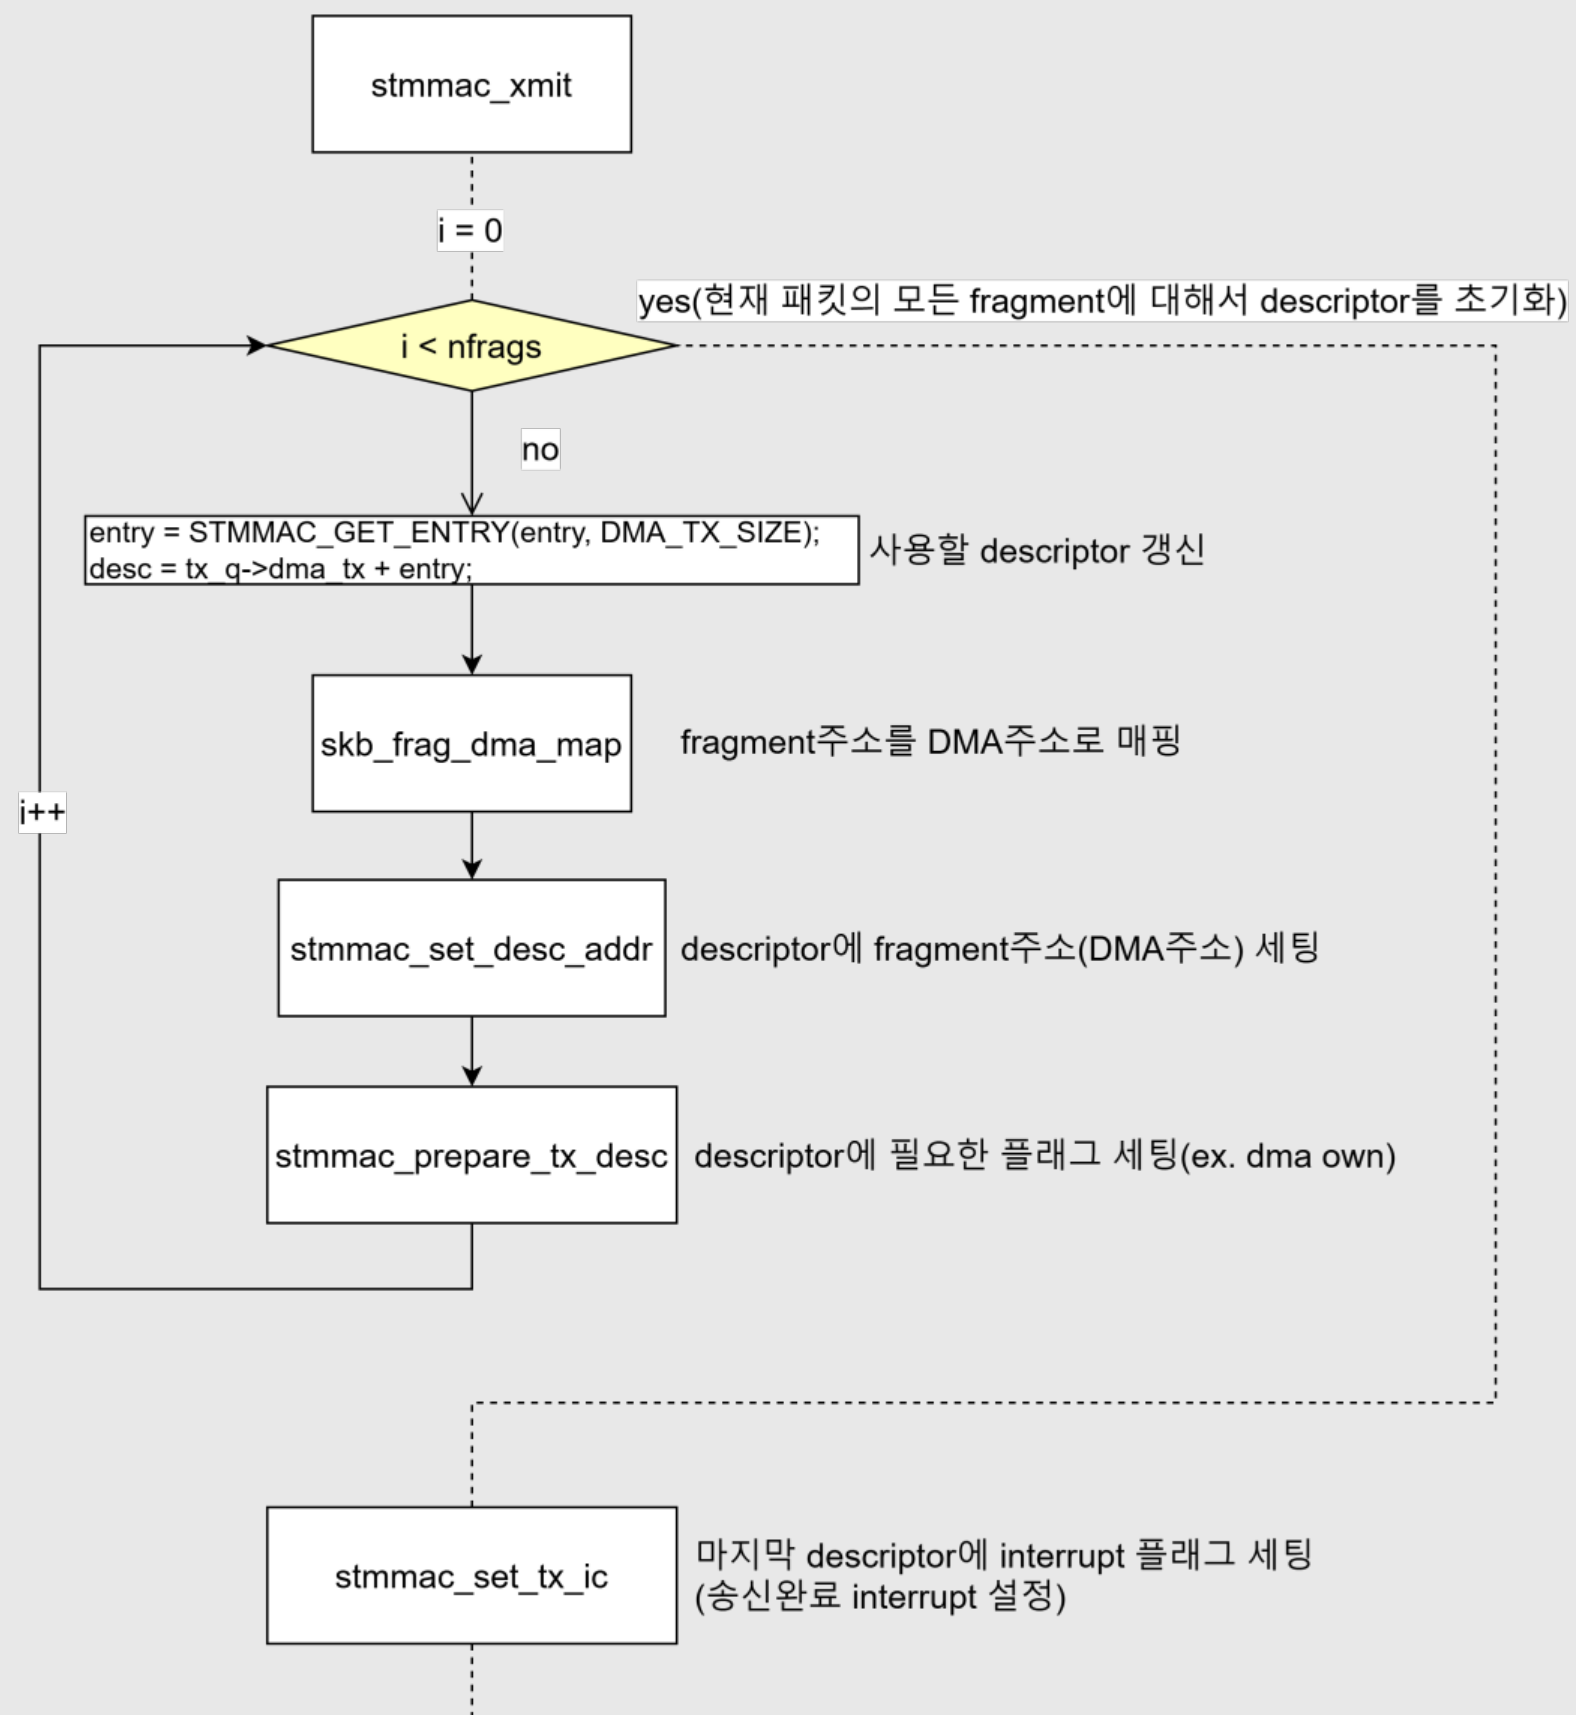 stmmac_xmit
i = 0
yes(현재 패킷의 모든 fragment에 대해서 descriptor를 초기화)
i < nfrags
no
entry = STMMAC_GET_ENTRY(entry, DMA_TX_SIZE);
desc = tx_q->dma_tx + entry;
사용할 descriptor 갱신
skb_frag_dma_map
fragment주소를 DMA주소로 매핑
i++
stmmac_set_desc_addr
descriptor에 fragment주소(DMA주소) 세팅
stmmac_prepare_tx_desc
descriptor에 필요한 플래그 세팅(ex. dma own)
stmmac_set_tx_ic
마지막 descriptor에 interrupt 플래그 세팅
(송신완료 interrupt 설정)